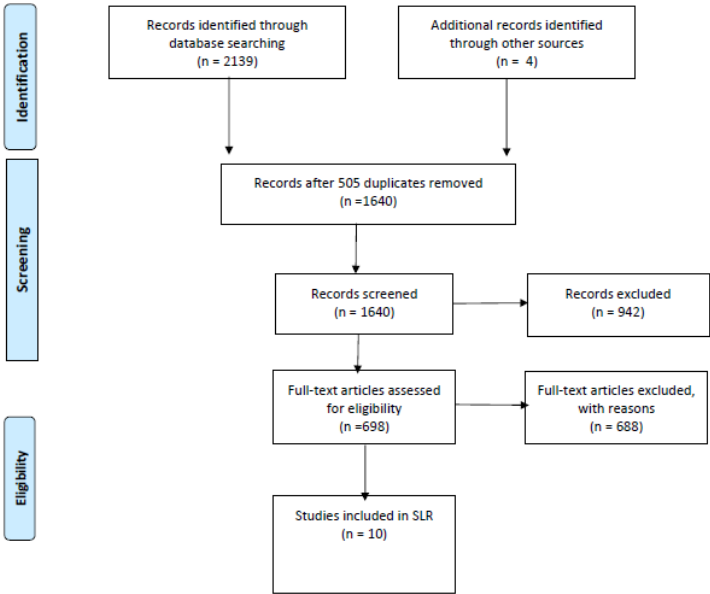 Identification
Records identified through
database searching
(n = 2139)
Additional records identified
through other sources
(n = 4)
Screening
Records after 505 duplicates removed
(n =1640)
Records screened
(n = 1640)
Records excluded
(n = 942)
Full-text articles assessed
for eligibility
(n =698)
Full-text articles excluded,
with reasons
(n = 688)
Eligibility
Studies included in SLR
(n = 10)